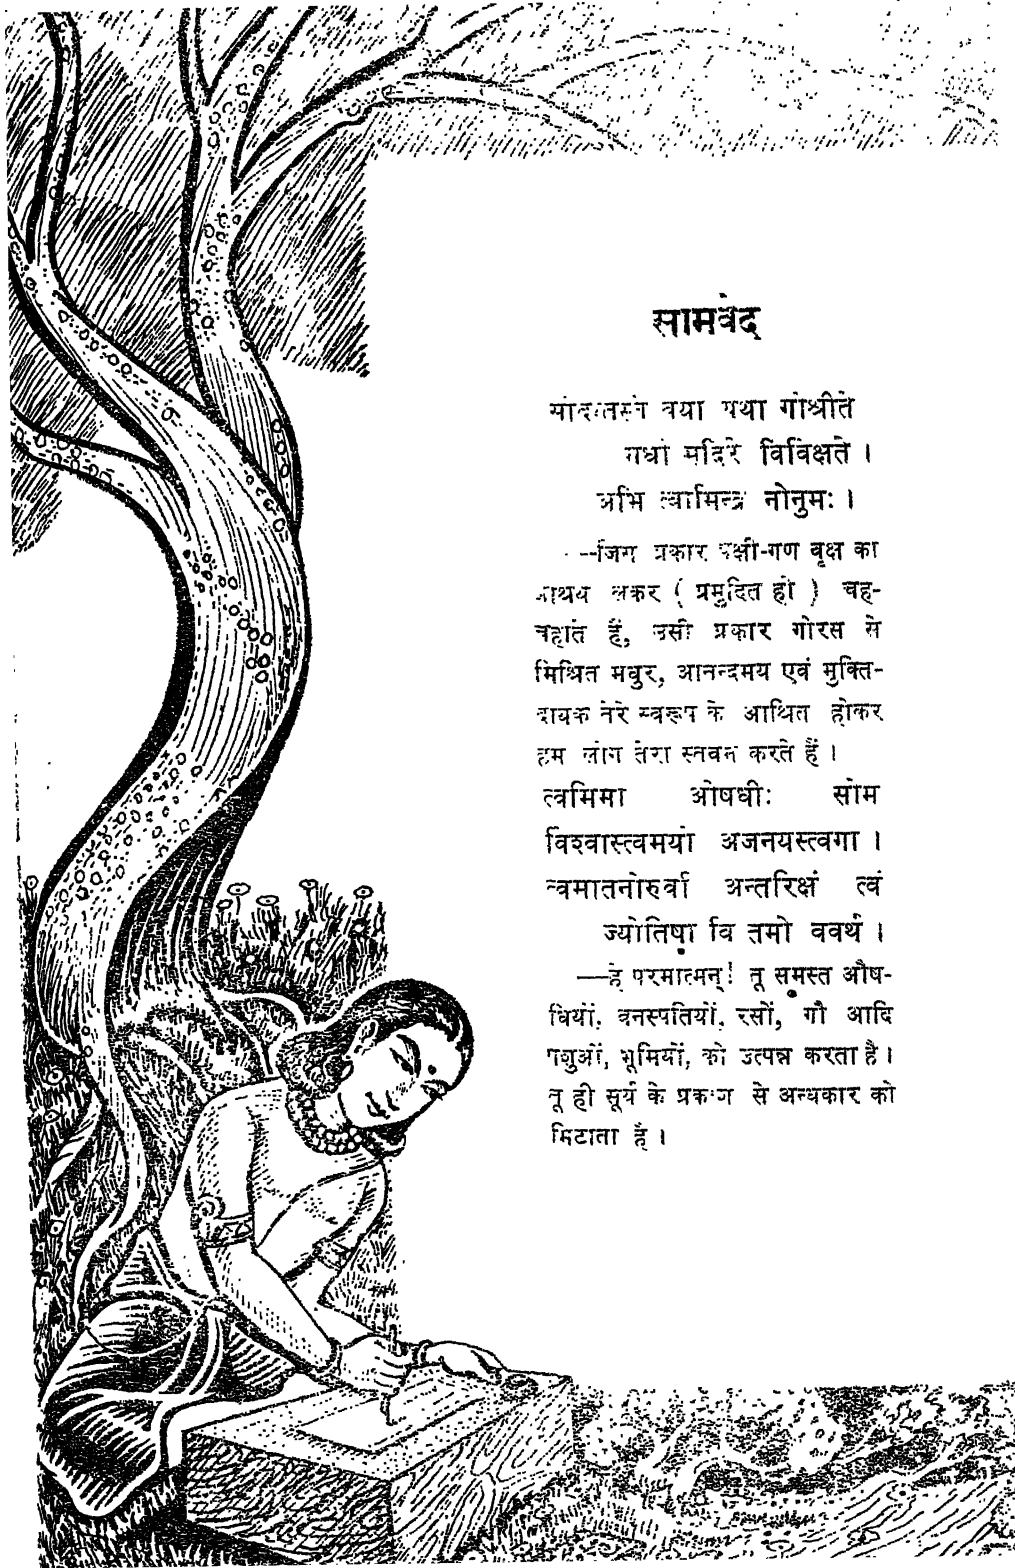 सामवेद
वया यथा गोश्रीते
मधौ मदिरे विविक्षते ।
अभि त्वामिन्द्र नोनुमः ।
—जिस प्रकार पक्षी-गण वृक्ष का
आश्रय लेकर ( प्रमुदित हो ) चह-
चहाते हैं, उसी प्रकार गोरस से
मिश्रित मधुर, आनन्दमय एवं मुक्ति-
दायक तेरे स्वरूप के आश्रित होकर
हम लोग तेरा स्तवन करते हैं ।
त्वमिमा ओषधीः सोम
विश्वास्त्वमपो अजनयस्त्वगा ।
त्वमातनोरुर्वा अन्तरिक्षं त्वं
ज्योतिषा वि तमो ववर्थ ।
—हे परमात्मन्! तू समस्त औष-
धियों, वनस्पतियों, रसों, गौ आदि
पशुओं, भूमियों, को उत्पन्न करता है ।
तू ही सूर्य के प्रकाश से अन्धकार को
मिटाता है ।